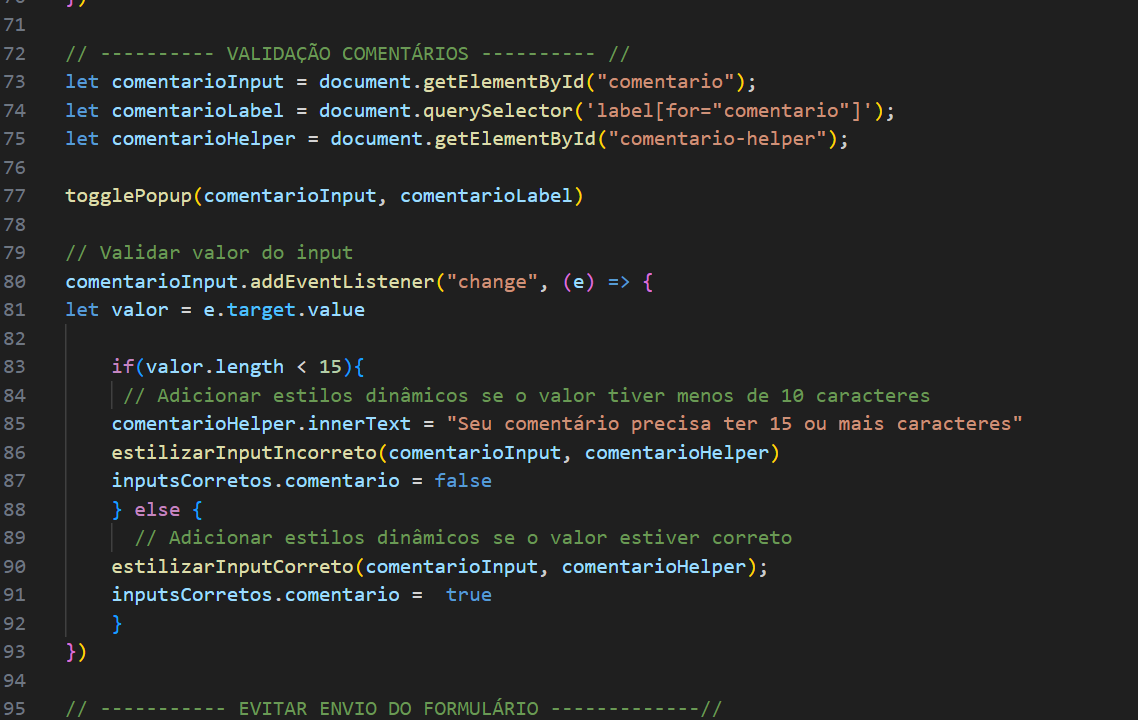 70 })
71
72 // ---------- VALIDAÇÃO COMENTÁRIOS ---------- //
73 let comentarioInput = document.getElementById("comentario");
74 let comentarioLabel = document.querySelector('label[for="comentario"]');
75 let comentarioHelper = document.getElementById("comentario-helper");
76
77 togglePopup(comentarioInput, comentarioLabel)
78
79 // Validar valor do input
80 comentarioInput.addEventListener("change", (e) => {
81 let valor = e.target.value
82
83     if(valor.length < 15){
84      // Adicionar estilos dinâmicos se o valor tiver menos de 10 caracteres
85     comentarioHelper.innerText = "Seu comentário precisa ter 15 ou mais caracteres"
86     estilizarInputIncorreto(comentarioInput, comentarioHelper)
87     inputsCorretos.comentario = false
88     } else {
89       // Adicionar estilos dinâmicos se o valor estiver correto
90     estilizarInputCorreto(comentarioInput, comentarioHelper);
91     inputsCorretos.comentario =  true
92     }
93 })
94
95 // ----------- EVITAR ENVIO DO FORMULÁRIO -------------//